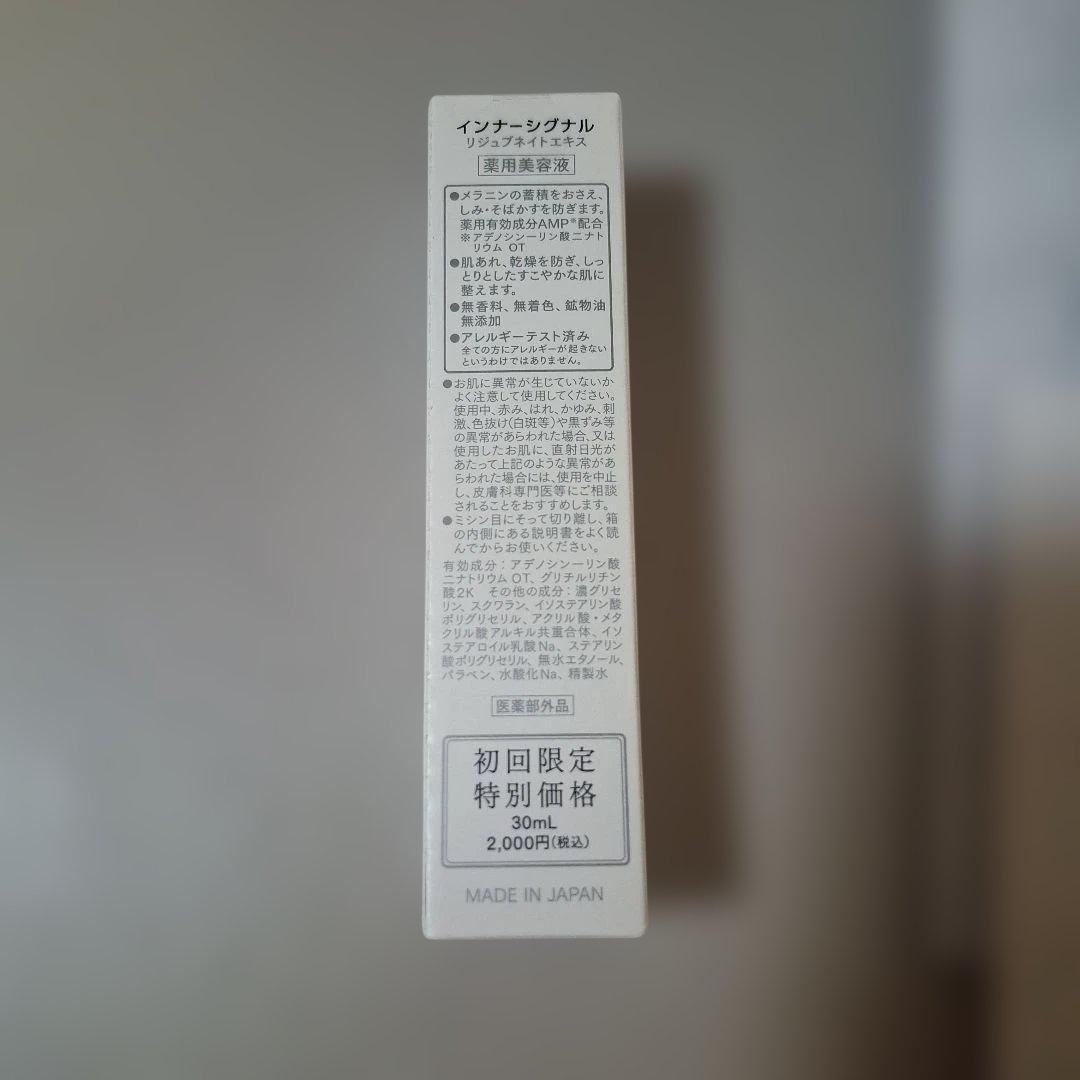 インナーシグナル
リジュブネイトエキス
薬用美容液
●メラニンの蓄積をおさえ、
しみ・そばかすを防ぎます。
薬用有効成分AMP※配合
※アデノシン一リン酸二ナト
リウム OT
●肌あれ、乾燥を防ぎ、しっ
とりとしたすこやかな肌に
整えます。
●無香料、無着色、鉱物油
無添加
●アレルギーテスト済み
全ての方にアレルギーが起きない
というわけではありません。
●お肌に異常が生じていないか
よく注意して使用してください。
使用中、赤み、はれ、かゆみ、刺
激、色抜け(白斑等)や黒ずみ等
の異常があらわれた場合、又は
使用したお肌に、直射日光が
あたって上記のような異常があ
らわれた場合には、使用を中止
し、皮膚科専門医等にご相談
されることをおすすめします。
●ミシン目にそって切り離し、箱
の内側にある説明書をよく読
んでからお使いください。
有効成分：アデノシン一リン酸
二ナトリウム OT、グリチルリチン
酸2K その他の成分：濃グリセ
リン、スクワラン、イソステアリン酸
ポリグリセリル、アクリル酸・メタ
クリル酸アルキル共重合体、イソ
ステアロイル乳酸Na、ステアリン
酸ポリグリセリル、無水エタノール、
パラベン、水酸化Na、精製水
医薬部外品
初回限定
特別価格
30mL
2,000円(税込)
MADE IN JAPAN